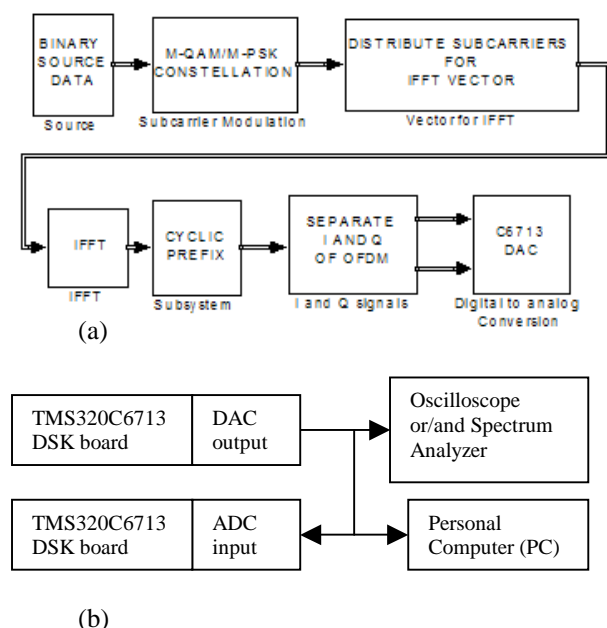 BINARY
SOURCE
DATA
Source
M-QAM/M-PSK
CONSTELLATION
Subcarrier Modulation
DISTRIBUTE SUBCARRIERS
FOR
IFFT VECTOR
Vector for IFFT
IFFT
IFFT
CYCLIC
PREFIX
Subsystem
SEPARATE
I AND Q
OF OFDM
I and Q signals
C6713
DAC
Digital to analog
Conversion
(a)
TMS320C6713
DSK board
DAC
output
Oscilloscope
or/and Spectrum
Analyzer
TMS320C6713
DSK board
ADC
input
Personal
Computer (PC)
(b)